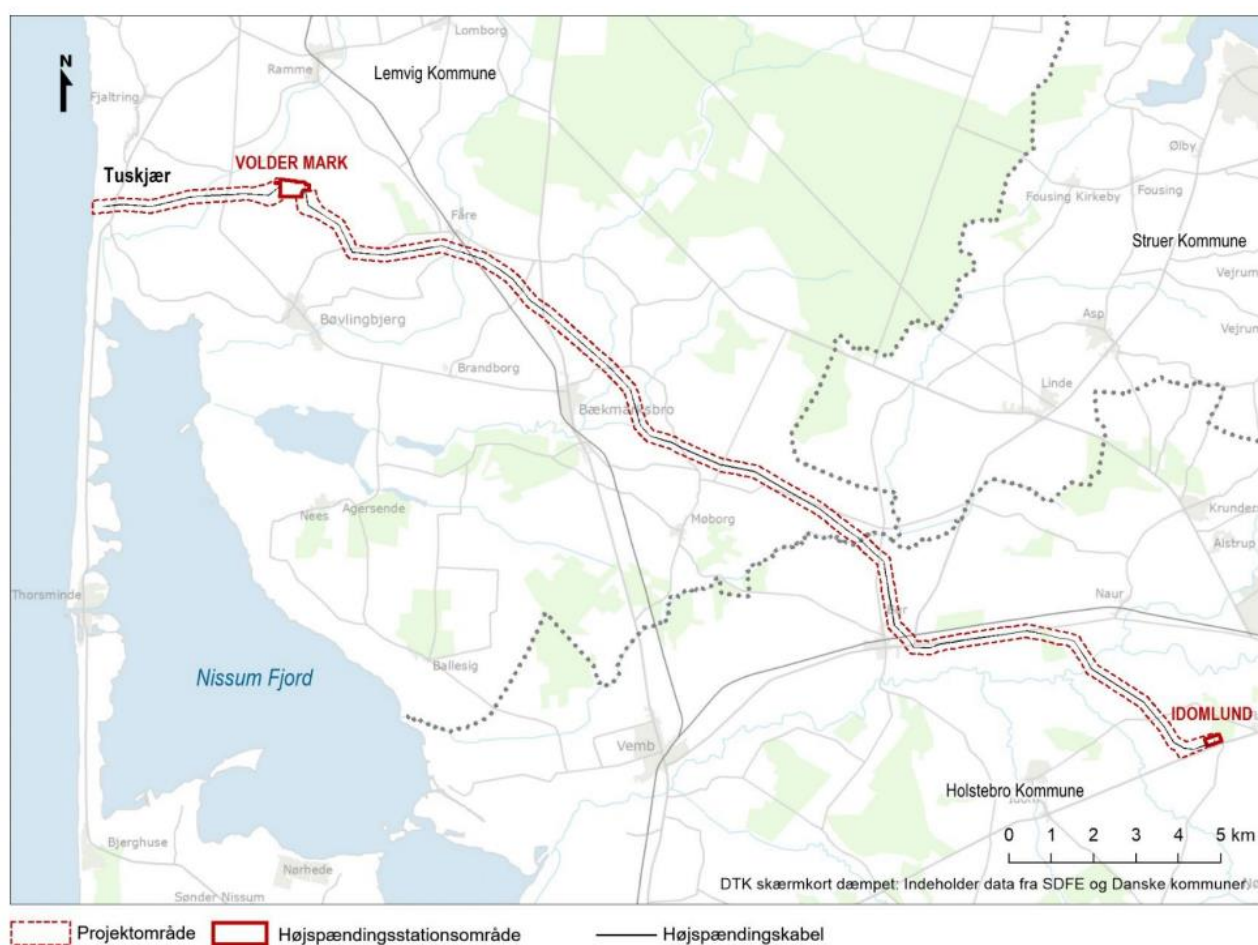 Lomborg
N
Ramme
Lemvig Kommune
Fjaltring
Ølby
VOLDER MARK
Tuskjær
Fousing Kirkeby
Fousing
Fåre
Struer Kommune
Vejrum
Bøvlingbjerg
Asp
Vejrum
Brandborg
Linde
Bækmarksbro
Nees
Agersende
Møborg
Krunders
Alstrup
Thorsminde
Naur
Ballesig
Nissum Fjord
IDOMLUND
Vemb
Holstebro Kommune
Idom
0 1 2 3 4 5 km
Bjerghuse
Nørhede
DTK skærmkort dæmpet: Indeholder data fra SDFE og Danske kommuner
Sønder Nissum
Projektområde
Højspændingsstationsområde
Højspændingskabel